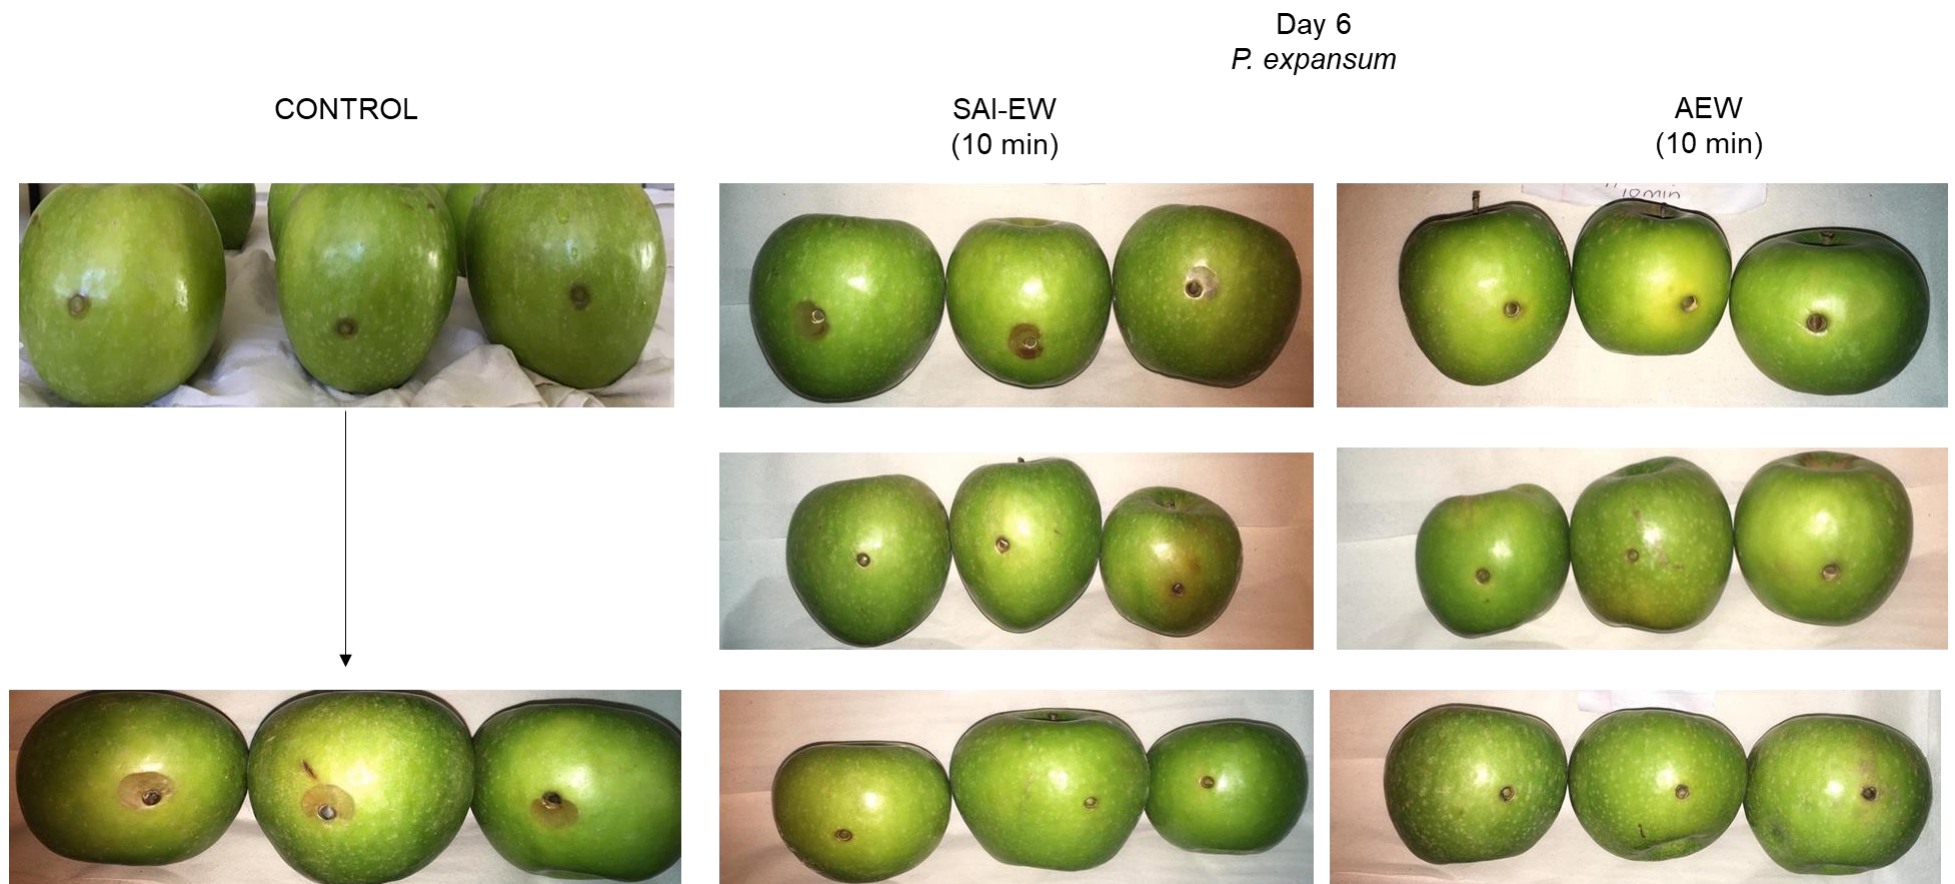 Day 6
P. expansum
CONTROL
SAI-EW
(10 min)
AEW
(10 min)